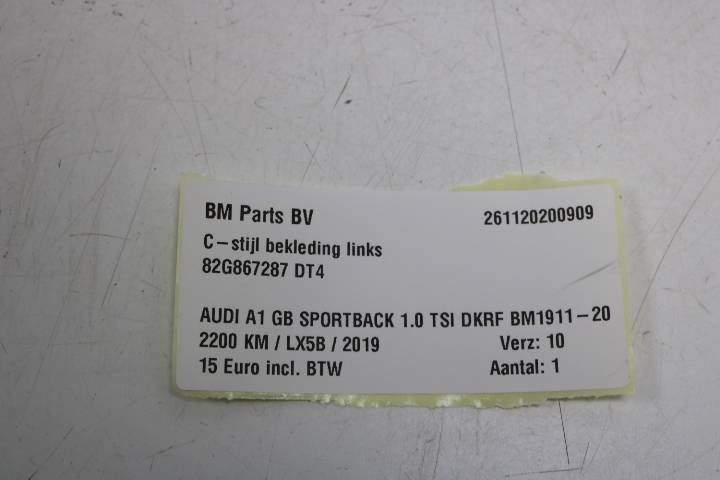 BM Parts BV 261120200909
C-stijl bekleding links
82G867287 DT4
AUDI A1 GB SPORTBACK 1.0 TSI DKRF BM1911-20
2200 KM / LX5B / 2019 Verz: 10
15 Euro incl. BTW Aantal: 1